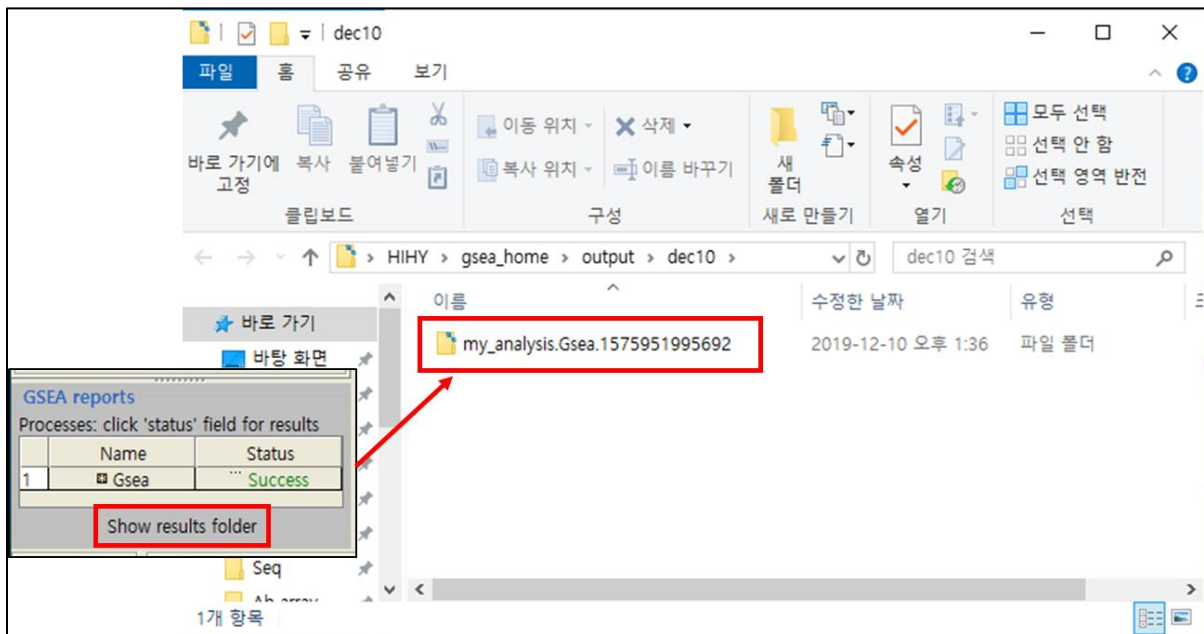 dec10
파일 홈 공유 보기
바로 가기에 고정
복사
붙여넣기
이동 위치
복사 위치
삭제
이름 바꾸기
새 폴더
속성
모두 선택
선택 안 함
선택 영역 반전
클립보드 구성 새로 만들기 열기 선택
HIHY > gsea_home > output > dec10 >
dec10 검색
이름 수정한 날짜 유형
바로 가기
바탕 화면
my_analysis.Gsea.1575951995692 2019-12-10 오후 1:36 파일 폴더
GSEA reports
Processes: click 'status' field for results
Name Status
1 Gsea Success
Show results folder
Seq
1개 항목